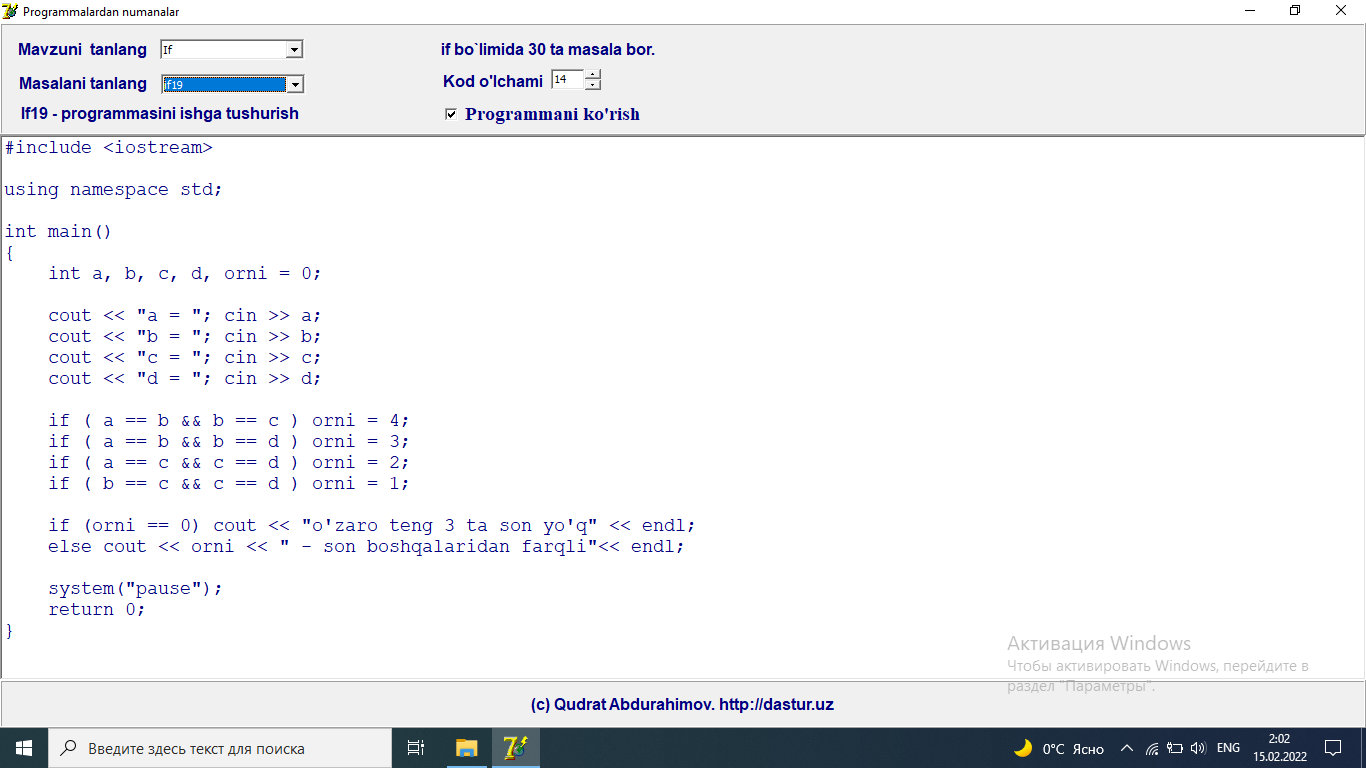 Programmalardan numanalar
Mavzuni tanlang If if bo`limida 30 ta masala bor.
Masalani tanlang if19 Kod o'lchami 14
If19 - programmasini ishga tushurish Programmani ko'rish
#include <iostream>
using namespace std;
int main()
{
    int a, b, c, d, orni = 0;
    cout << "a = "; cin >> a;
    cout << "b = "; cin >> b;
    cout << "c = "; cin >> c;
    cout << "d = "; cin >> d;
    if ( a == b && b == c ) orni = 4;
    if ( a == b && b == d ) orni = 3;
    if ( a == c && c == d ) orni = 2;
    if ( b == c && c == d ) orni = 1;
    if (orni == 0) cout << "o'zaro teng 3 ta son yo'q" << endl;
    else cout << orni << " - son boshqalaridan farqli"<< endl;
    system("pause");
    return 0;
}
Активация Windows
Чтобы активировать Windows, перейдите в
раздел "Параметры".
(c) Qudrat Abdurahimov. http://dastur.uz
Введите здесь текст для поиска 0°C Ясно ENG 2:02
15.02.2022